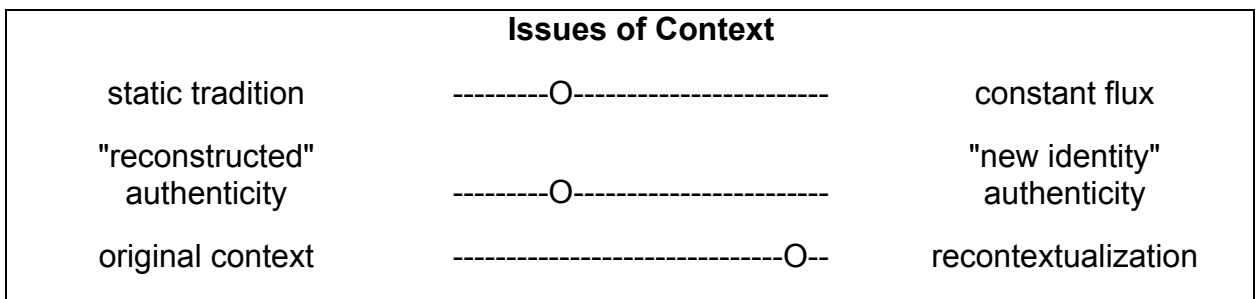 Issues of Context
static tradition ---------O------------------------ constant flux
"reconstructed" "new identity"
authenticity ---------O------------------------ authenticity
original context -------------------------------O-- recontextualization